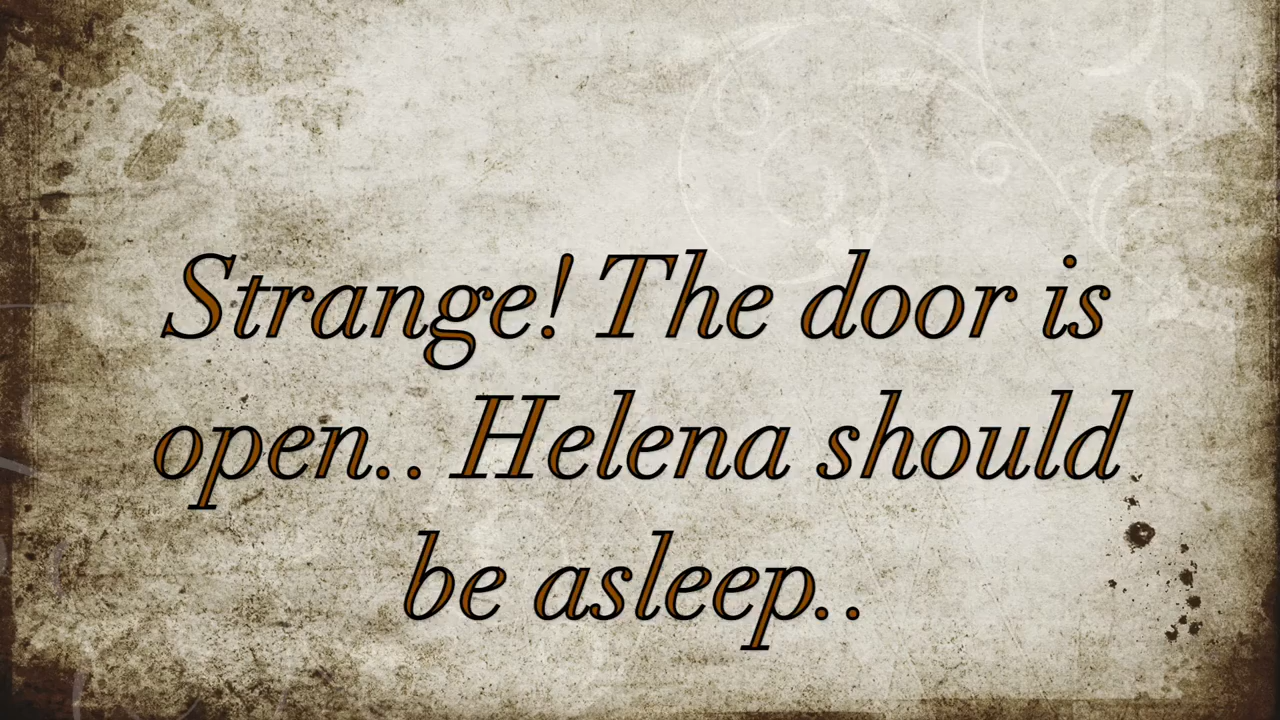 Strange! The door is
open.. Helena should
be asleep..